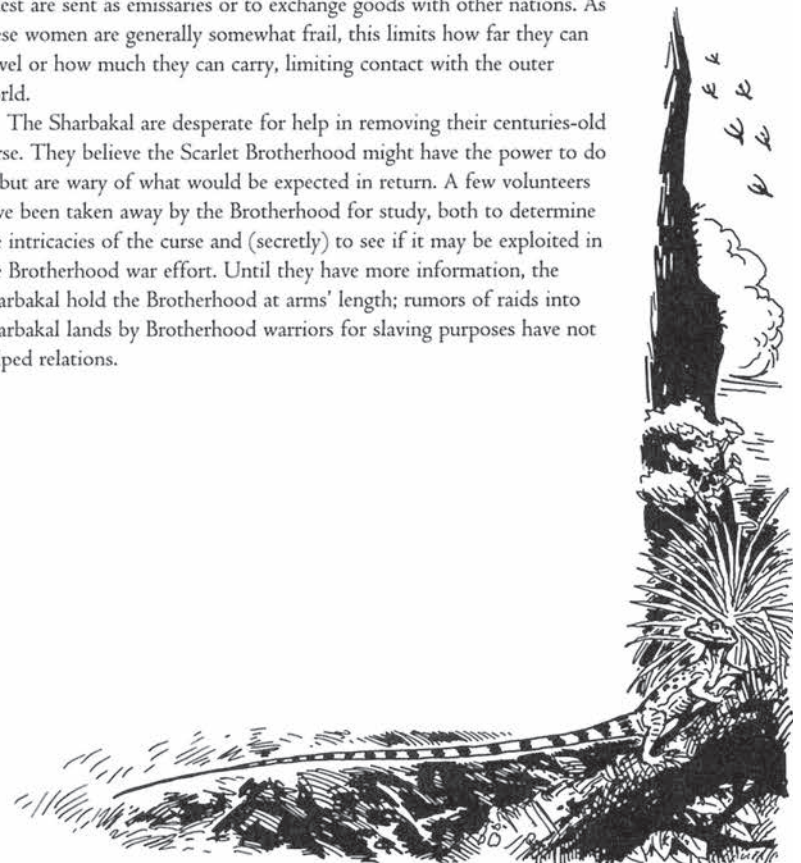 est are sent as emissaries or to exchange goods with other nations. As
ese women are generally somewhat frail, this limits how far they can
vel or how much they can carry, limiting contact with the outer
rld.
The Sharbakal are desperate for help in removing their centuries-old
rse. They believe the Scarlet Brotherhood might have the power to do
but are wary of what would be expected in return. A few volunteers
ve been taken away by the Brotherhood for study, both to determine
e intricacies of the curse and (secretly) to see if it may be exploited in
e Brotherhood war effort. Until they have more information, the
arbakal hold the Brotherhood at arms' length; rumors of raids into
arbakal lands by Brotherhood warriors for slaving purposes have not
ped relations.